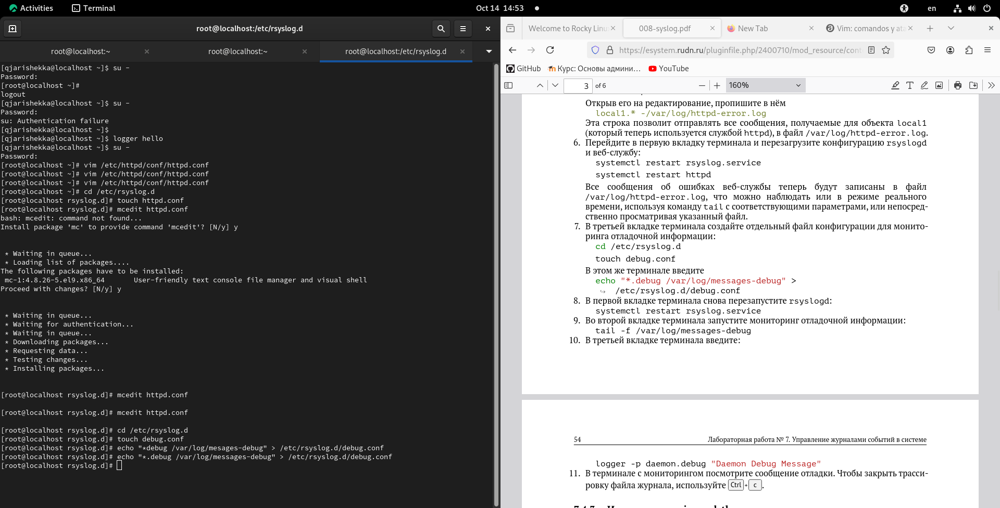 Activities
Terminal
Oct 14 14:53
en
root@localhost:/etc/rsyslog.d
root@localhost:~
root@localhost:~
root@localhost:/etc/rsyslog.d
[qjarishekka@localhost ~]$ su -
Password:
[root@localhost ~]#
logout
[qjarishekka@localhost ~]$ su -
Password:
su: Authentication failure
[qjarishekka@localhost ~]$
[qjarishekka@localhost ~]$ logger hello
[qjarishekka@localhost ~]$ su -
Password:
[root@localhost ~]# vim /etc/httpd/conf/httpd.conf
[root@localhost ~]# vim /etc/httpd/conf/httpd.conf
[root@localhost ~]# vim /etc/httpd/conf/httpd.conf
[root@localhost ~]# cd /etc/rsyslog.d
[root@localhost rsyslog.d]# touch httpd.conf
[root@localhost rsyslog.d]# mcedit httpd.conf
bash: mcedit: command not found...
Install package 'mc' to provide command 'mcedit'? [N/y] y
* Waiting in queue...
* Loading list of packages....
The following packages have to be installed:
mc-1:4.8.26-5.el9.x86_64 User-friendly text console file manager and visual shell
Proceed with changes? [N/y] y
* Waiting in queue...
* Waiting for authentication...
* Waiting in queue...
* Downloading packages...
* Requesting data...
* Testing changes...
* Installing packages...
[root@localhost rsyslog.d]# mcedit httpd.conf
[root@localhost rsyslog.d]# mcedit httpd.conf
[root@localhost rsyslog.d]# cd /etc/rsyslog.d
[root@localhost rsyslog.d]# touch debug.conf
[root@localhost rsyslog.d]# echo "*debug /var/log/mesages-debug" > /etc/rsyslog.d/debug.conf
[root@localhost rsyslog.d]# echo "*.debug /var/log/messages-debug" > /etc/rsyslog.d/debug.conf
[root@localhost rsyslog.d]#
Welcome to Rocky Linu
008-syslog.pdf
New Tab
Vim: comandos y ata
https://esystem.rudn.ru/pluginfile.php/2400710/mod_resource/cont
GitHub
Курс: Основы админи…
YouTube
3 of 6
160%
Открыв его на редактирование, пропишите в нём
local1.* -/var/log/httpd-error.log
Эта строка позволит отправлять все сообщения, получаемые для объекта local1
(который теперь используется службой httpd), в файл /var/log/httpd-error.log.
6. Перейдите в первую вкладку терминала и перезагрузите конфигурацию rsyslogd
и веб-службу:
systemctl restart rsyslog.service
systemctl restart httpd
Все сообщения об ошибках веб-службы теперь будут записаны в файл
/var/log/httpd-error.log, что можно наблюдать или в режиме реального
времени, используя команду tail с соответствующими параметрами, или непосред-
ственно просматривая указанный файл.
7. В третьей вкладке терминала создайте отдельный файл конфигурации для монито-
ринга отладочной информации:
cd /etc/rsyslog.d
touch debug.conf
В этом же терминале введите
echo "*.debug /var/log/messages-debug" >
↪ /etc/rsyslog.d/debug.conf
8. В первой вкладке терминала снова перезапустите rsyslogd:
systemctl restart rsyslog.service
9. Во второй вкладке терминала запустите мониторинг отладочной информации:
tail -f /var/log/messages-debug
10. В третьей вкладке терминала введите:
54 Лабораторная работа № 7. Управление журналами событий в системе
logger -p daemon.debug "Daemon Debug Message"
11. В терминале с мониторингом посмотрите сообщение отладки. Чтобы закрыть трасси-
ровку файла журнала, используйте Ctrl + c .